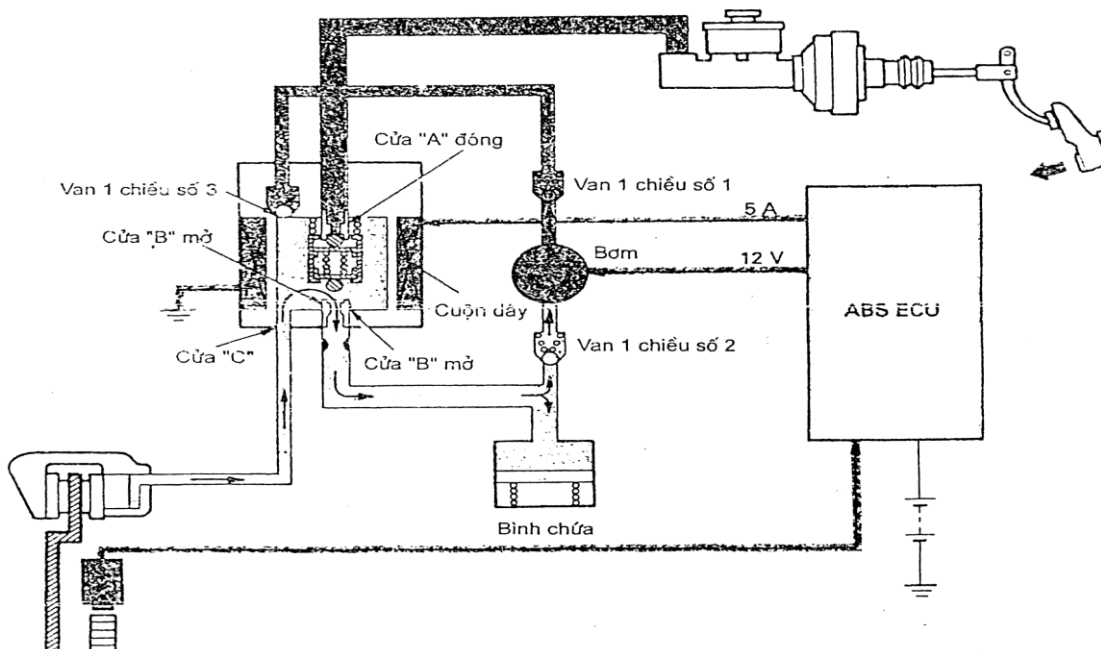 Cửa "A" đóng
Van 1 chiều số 3
Van 1 chiều số 1
5 A
Cửa "B" mở
Bơm
12 V
ABS ECU
Cuộn dây
Cửa "C"
Cửa "B" mở
Van 1 chiều số 2
Bình chứa